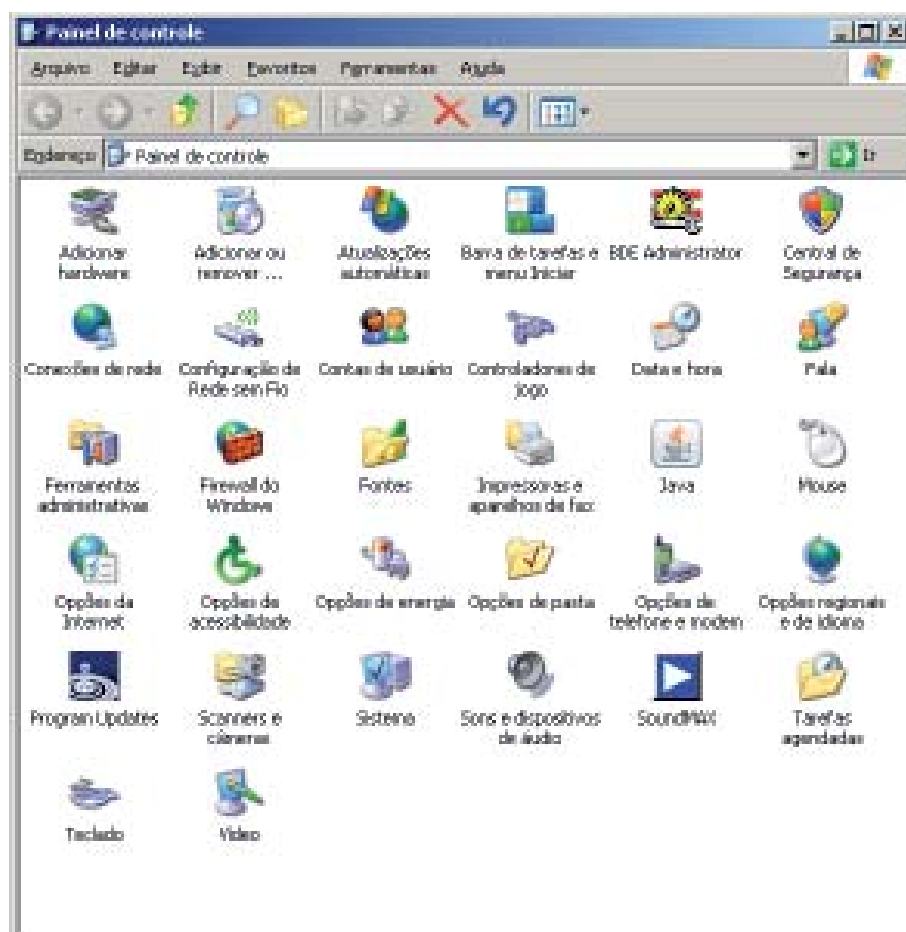 Painel de controle
Arquivo Editar Exibir Favoritos Ferramentas Ajuda
Endereço Painel de controle Ir
Adicionar hardware
Adicionar ou remover ...
Atualizações automáticas
Barra de tarefas e menu Iniciar
BDE Administrator
Central de Segurança
Conexões de rede
Configuração de Rede sem Fio
Contas de usuário
Controladores de jogo
Data e hora
Fala
Ferramentas administrativas
Firewall do Windows
Fontes
Impressoras e aparelhos de fax
Java
Mouse
Opções da Internet
Opções de acessibilidade
Opções de energia
Opções de pasta
Opções de telefone e modem
Opções regionais e de idioma
Program Updates
Scanners e câmeras
Sistema
Sons e dispositivos de áudio
SoundMAX
Tarefas agendadas
Teclado
Vídeo